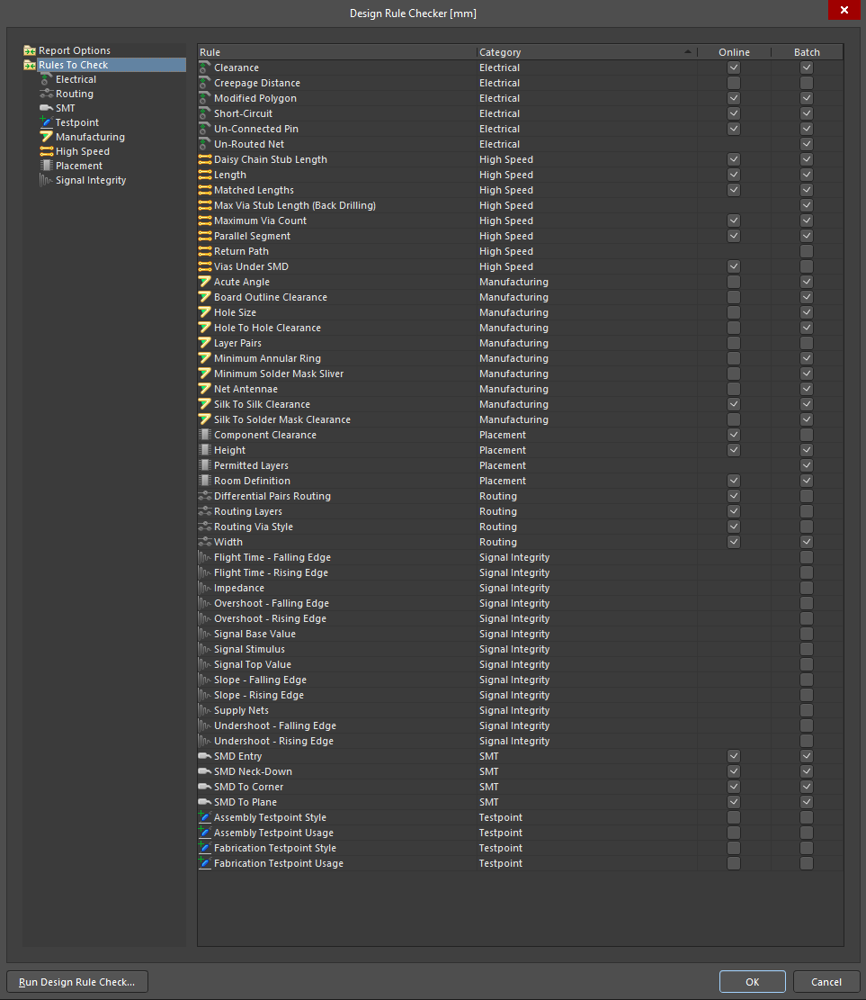 Design Rule Checker [mm]
Report Options
Rules To Check
Electrical
Routing
SMT
Testpoint
Manufacturing
High Speed
Placement
Signal Integrity
Rule Category Online Batch
Clearance Electrical
Creepage Distance Electrical
Modified Polygon Electrical
Short-Circuit Electrical
Un-Connected Pin Electrical
Un-Routed Net Electrical
Daisy Chain Stub Length High Speed
Length High Speed
Matched Lengths High Speed
Max Via Stub Length (Back Drilling) High Speed
Maximum Via Count High Speed
Parallel Segment High Speed
Return Path High Speed
Vias Under SMD High Speed
Acute Angle Manufacturing
Board Outline Clearance Manufacturing
Hole Size Manufacturing
Hole To Hole Clearance Manufacturing
Layer Pairs Manufacturing
Minimum Annular Ring Manufacturing
Minimum Solder Mask Sliver Manufacturing
Net Antennae Manufacturing
Silk To Silk Clearance Manufacturing
Silk To Solder Mask Clearance Manufacturing
Component Clearance Placement
Height Placement
Permitted Layers Placement
Room Definition Placement
Differential Pairs Routing Routing
Routing Layers Routing
Routing Via Style Routing
Width Routing
Flight Time - Falling Edge Signal Integrity
Flight Time - Rising Edge Signal Integrity
Impedance Signal Integrity
Overshoot - Falling Edge Signal Integrity
Overshoot - Rising Edge Signal Integrity
Signal Base Value Signal Integrity
Signal Stimulus Signal Integrity
Signal Top Value Signal Integrity
Slope - Falling Edge Signal Integrity
Slope - Rising Edge Signal Integrity
Supply Nets Signal Integrity
Undershoot - Falling Edge Signal Integrity
Undershoot - Rising Edge Signal Integrity
SMD Entry SMT
SMD Neck-Down SMT
SMD To Corner SMT
SMD To Plane SMT
Assembly Testpoint Style Testpoint
Assembly Testpoint Usage Testpoint
Fabrication Testpoint Style Testpoint
Fabrication Testpoint Usage Testpoint
Run Design Rule Check... OK Cancel